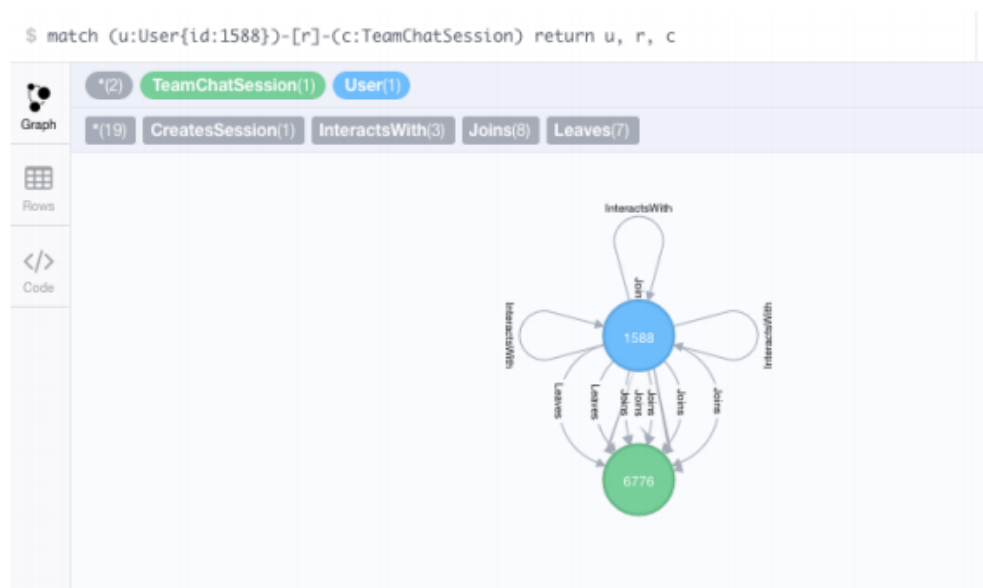 $ match (u:User{id:1588})-[r]-(c:TeamChatSession) return u, r, c
*(2) TeamChatSession(1) User(1)
Graph
*(19) CreatesSession(1) InteractsWith(3) Joins(8) Leaves(7)
Rows
Code
InteractsWith
Join
InteractsWith
InteractsWith
1588
Leaves
Leaves
Joins
Joins
Joins
Joins
Joins
6776